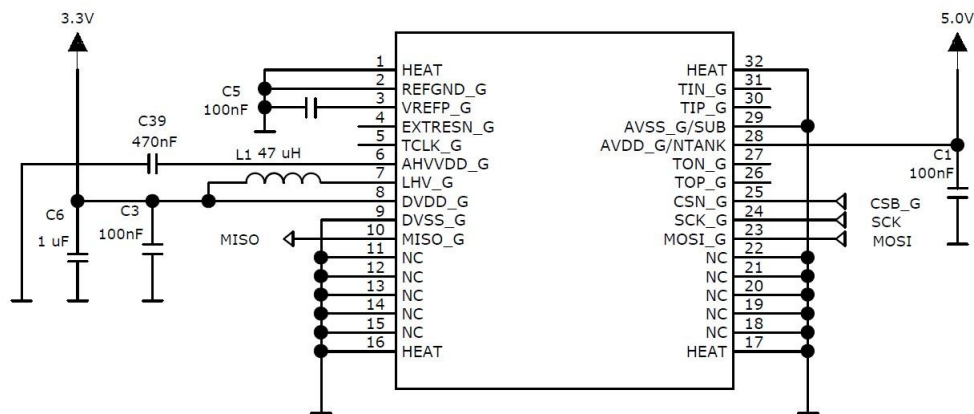 3.3V
5.0V
1 HEAT HEAT 32
2 REFGND_G TIN_G 31
C5
100nF
3 VREFP_G TIP_G 30
4 EXTRESN_G AVSS_G/SUB 29
C39
470nF
5 TCLK_G AVDD_G/NTANK 28
L1 47 uH
6 AHVVDD_G TON_G 27
C1
100nF
7 LHV_G TOP_G 26
8 DVDD_G CSN_G 25 CSB_G
C6
1 uF
C3
100nF
9 DVSS_G SCK_G 24 SCK
MISO 10 MISO_G MOSI_G 23 MOSI
11 NC NC 22
12 NC NC 21
13 NC NC 20
14 NC NC 19
15 NC NC 18
16 HEAT HEAT 17